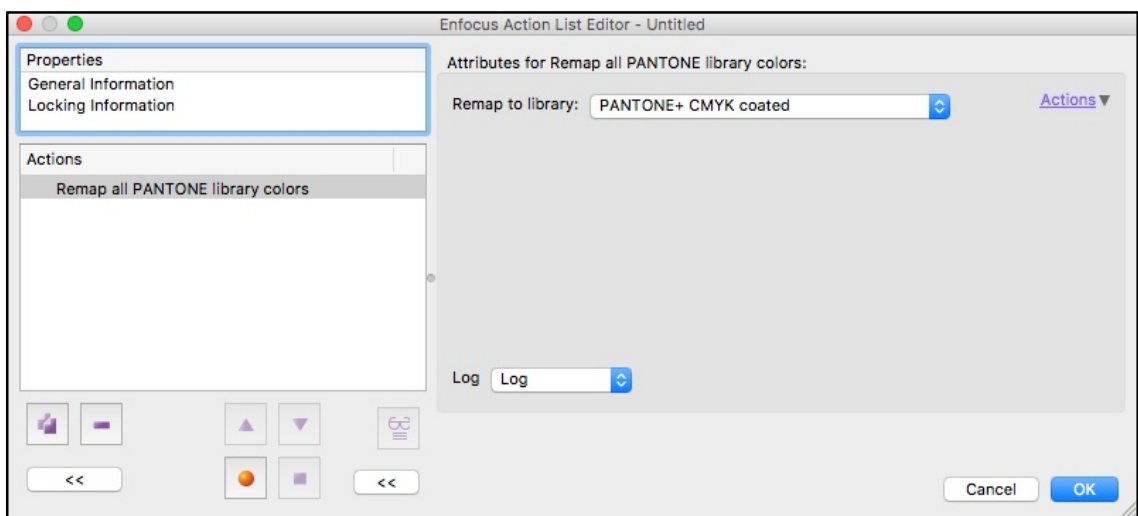 Enfocus Action List Editor - Untitled
Properties
General Information
Locking Information
Actions
Remap all PANTONE library colors
<<
<<
Attributes for Remap all PANTONE library colors:
Remap to library: PANTONE+ CMYK coated
Actions▼
Log Log
Cancel OK